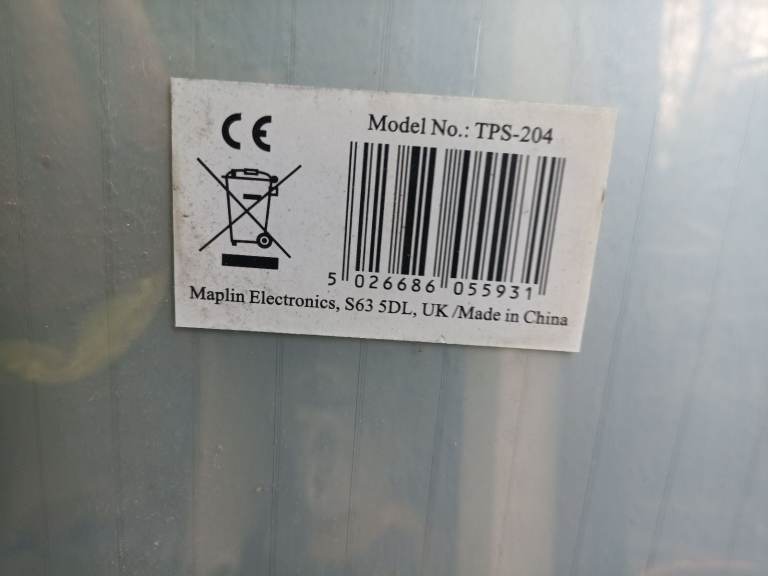 CE
Model No.: TPS-204
5 026686 055931
Maplin Electronics, S63 5DL, UK /Made in China